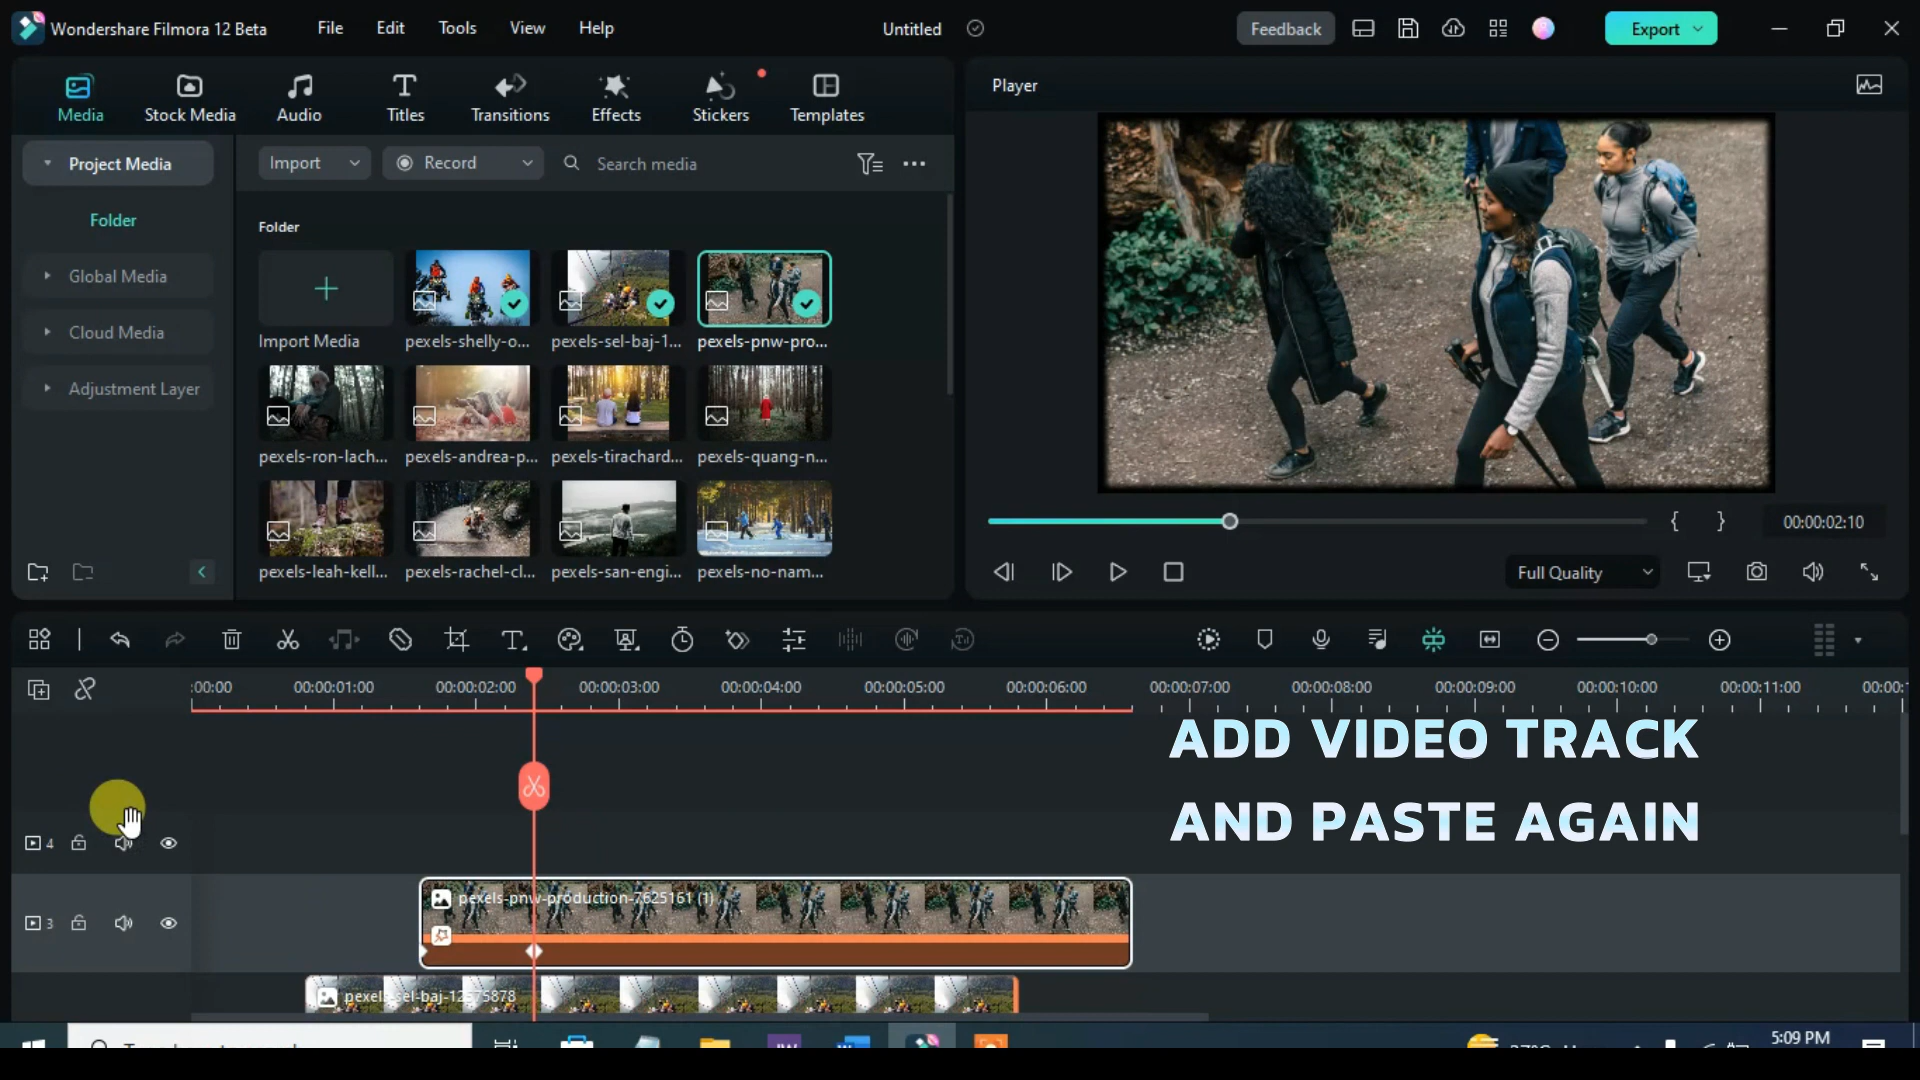 Wondershare Filmora 12 Beta
File
Edit
Tools
View
Help
Untitled
Feedback
Export
Media
Stock Media
Audio
Titles
Transitions
Effects
Stickers
Templates
Player
Project Media
Import
Record
Search media
Folder
Folder
Global Media
Cloud Media
Adjustment Layer
Import Media
pexels-shelly-o...
pexels-sel-baj-1...
pexels-pnw-pro...
pexels-ron-lach...
pexels-andrea-p...
pexels-tirachard...
pexels-quang-n...
pexels-leah-kell...
pexels-rachel-cl...
pexels-san-engi...
pexels-no-nam...
{ }
00:00:02:10
Full Quality
:00:00
00:00:01:00
00:00:02:00
00:00:03:00
00:00:04:00
00:00:05:00
00:00:06:00
00:00:07:00
00:00:08:00
00:00:09:00
00:00:10:00
00:00:11:00
ADD VIDEO TRACK
AND PASTE AGAIN
4
3
pexels-pnw-production-7625161 (1)
5:09 PM